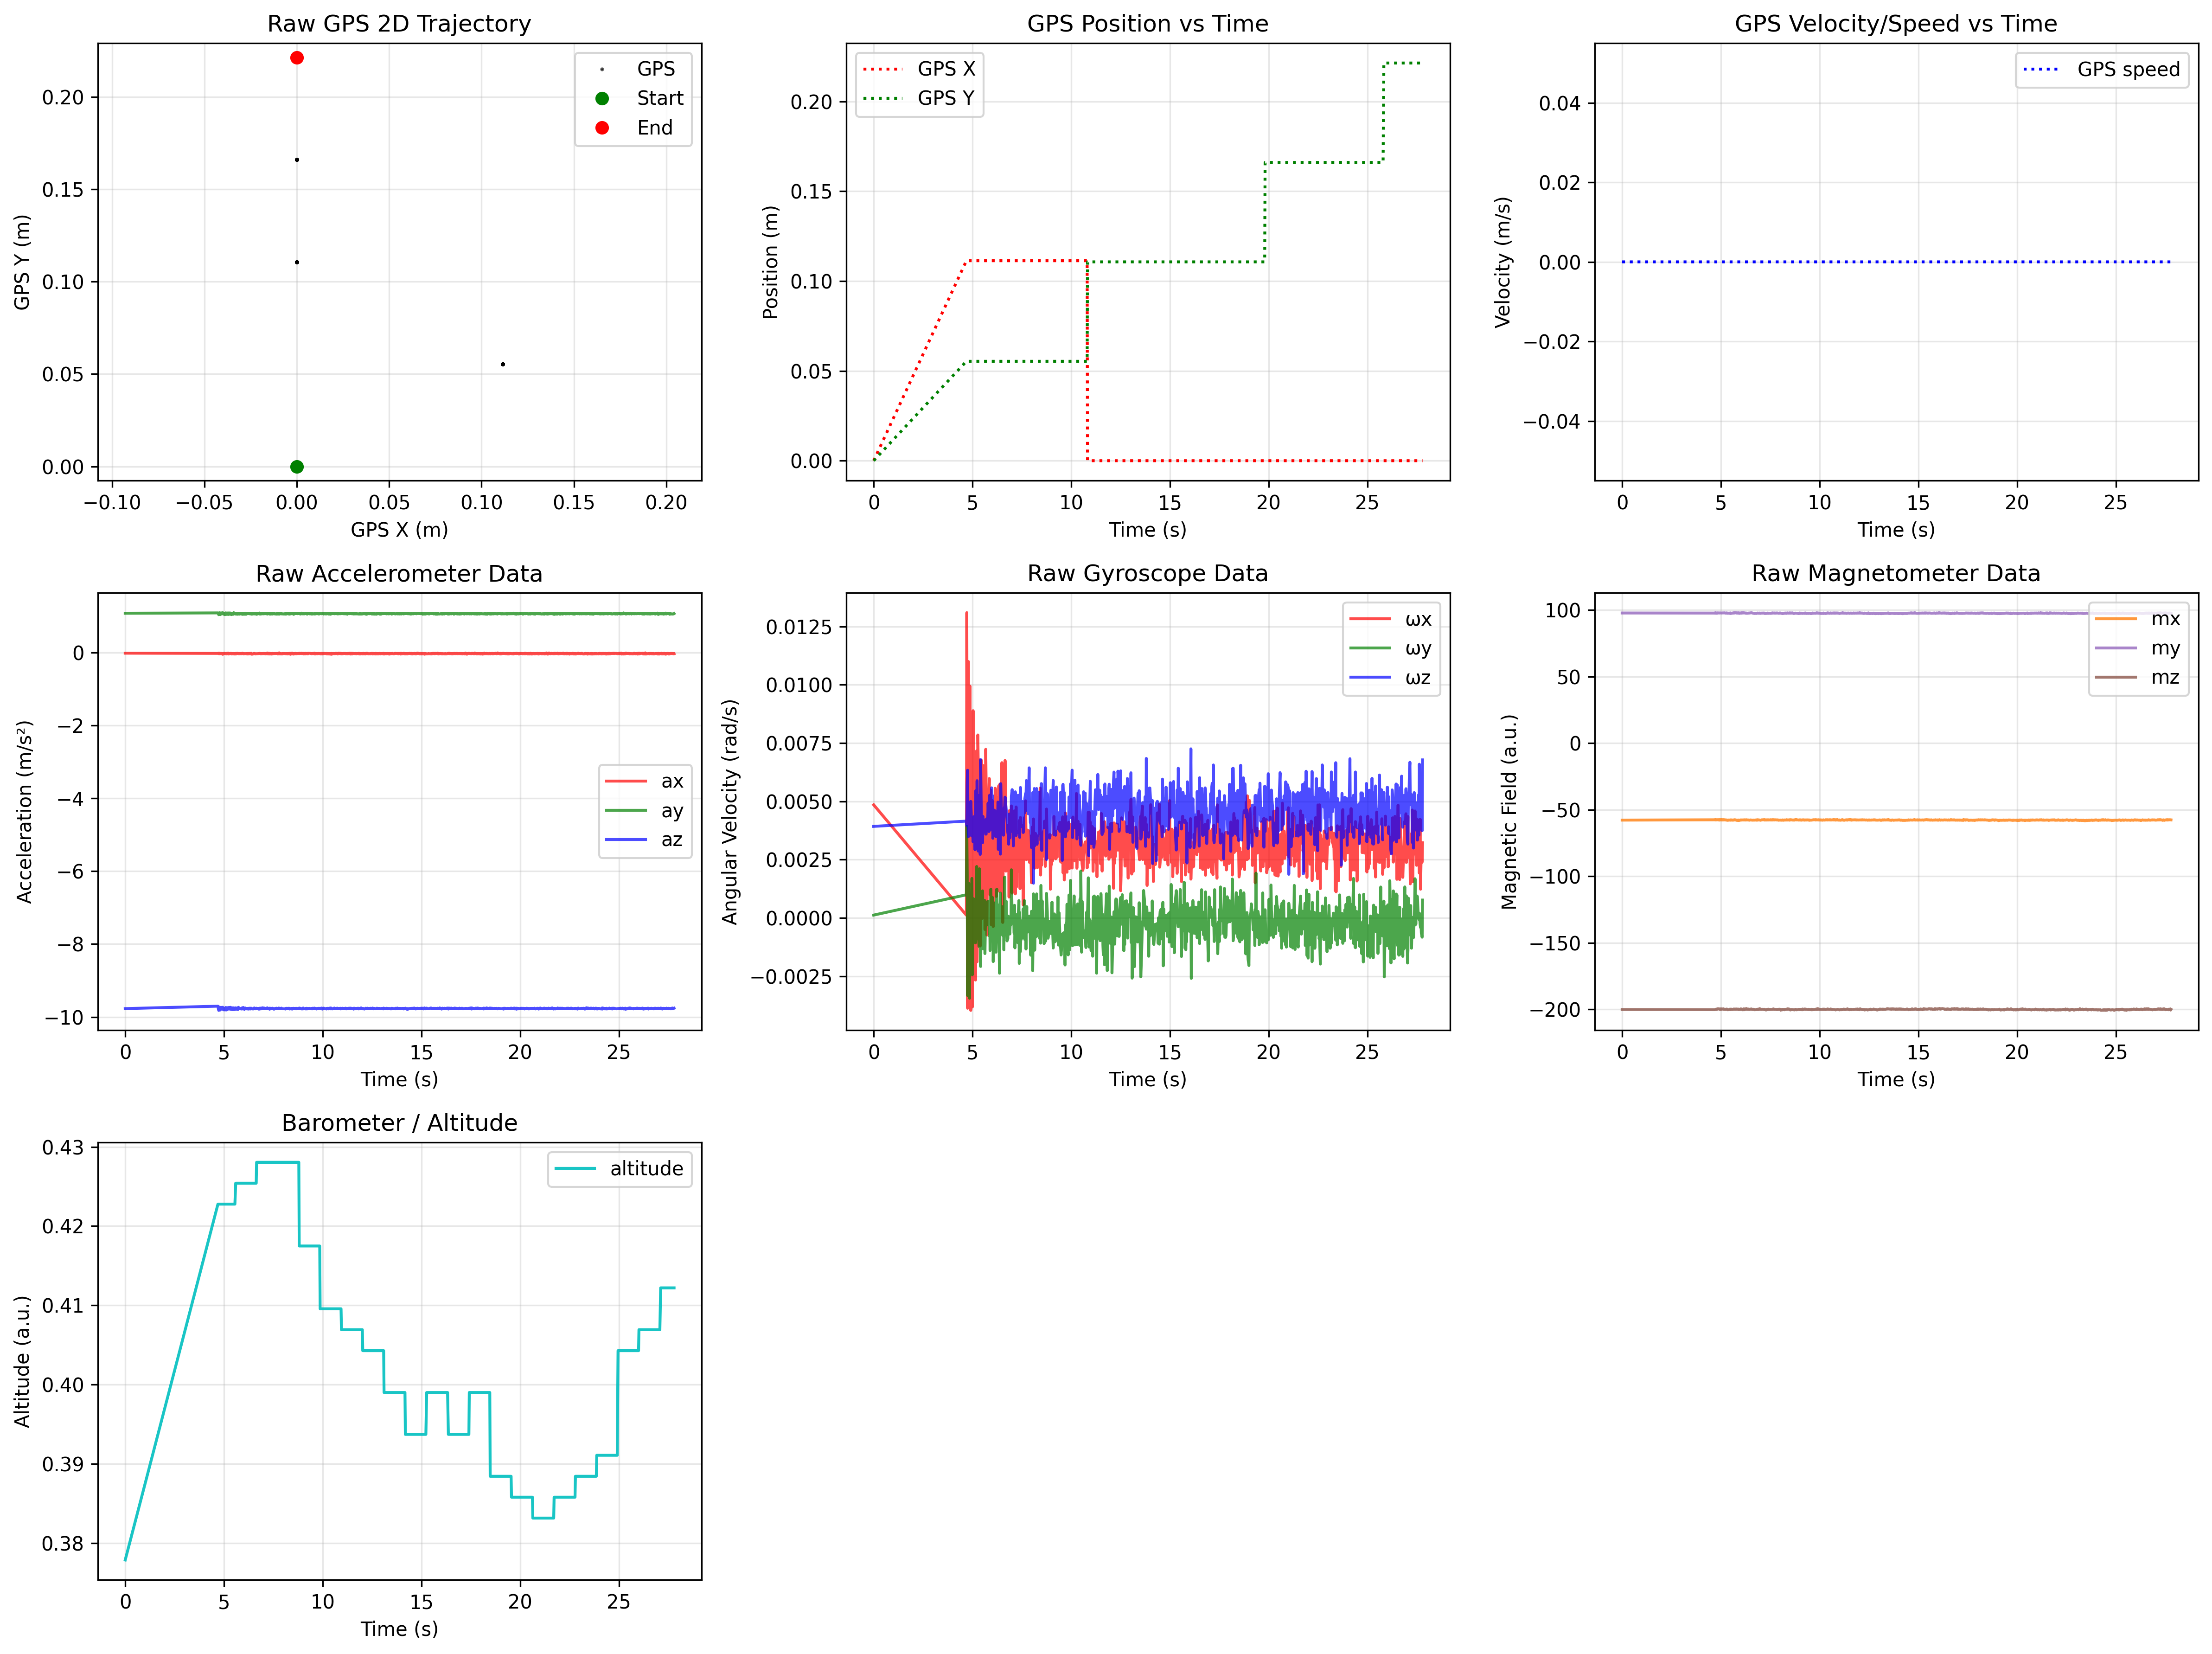 Raw GPS 2D Trajectory
GPS Y (m)
0.20
0.15
0.10
0.05
0.00
−0.10 −0.05 0.00 0.05 0.10 0.15 0.20
GPS X (m)
GPS
Start
End
GPS Position vs Time
Position (m)
0.20
0.15
0.10
0.05
0.00
0 5 10 15 20 25
Time (s)
GPS X
GPS Y
GPS Velocity/Speed vs Time
Velocity (m/s)
0.04
0.02
0.00
−0.02
−0.04
0 5 10 15 20 25
Time (s)
GPS speed
Raw Accelerometer Data
Acceleration (m/s²)
0
−2
−4
−6
−8
−10
0 5 10 15 20 25
Time (s)
ax
ay
az
Raw Gyroscope Data
Angular Velocity (rad/s)
0.0125
0.0100
0.0075
0.0050
0.0025
0.0000
−0.0025
0 5 10 15 20 25
Time (s)
ωx
ωy
ωz
Raw Magnetometer Data
Magnetic Field (a.u.)
100
50
0
−50
−100
−150
−200
0 5 10 15 20 25
Time (s)
mx
my
mz
Barometer / Altitude
Altitude (a.u.)
0.43
0.42
0.41
0.40
0.39
0.38
0 5 10 15 20 25
Time (s)
altitude